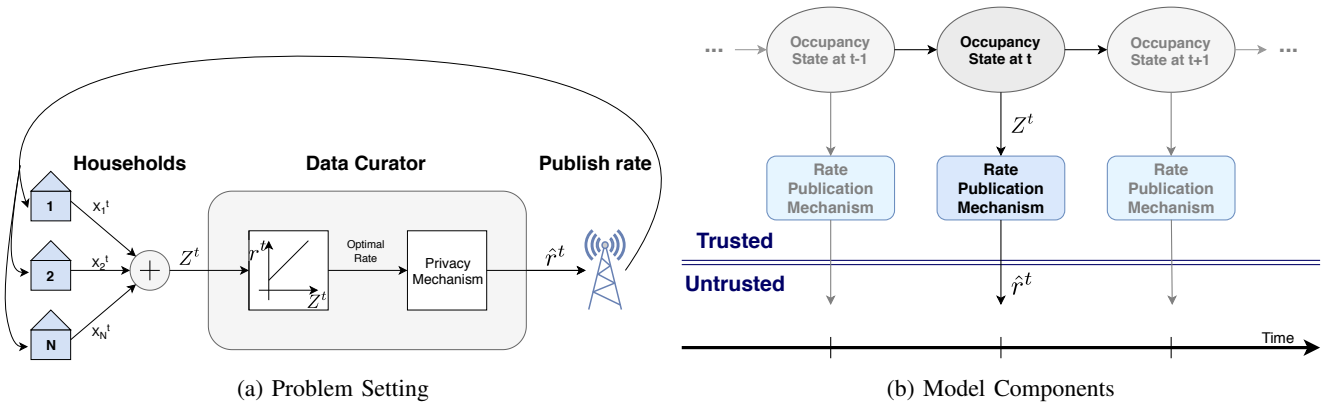 Households
Data Curator
Publish rate
1
2
N
X₁ᵗ
X₂ᵗ
X_Nᵗ
+
Zᵗ
rᵗ
Zᵗ
Optimal
Rate
Privacy
Mechanism
r̂ᵗ
(a) Problem Setting
...
Occupancy
State at t-1
Occupancy
State at t
Occupancy
State at t+1
...
Zᵗ
Rate
Publication
Mechanism
Rate
Publication
Mechanism
Rate
Publication
Mechanism
Trusted
Untrusted
r̂ᵗ
Time
(b) Model Components